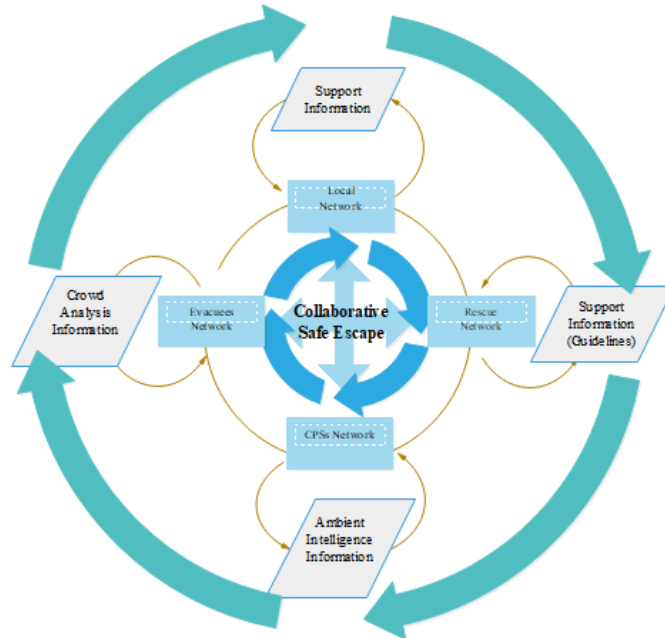 Support
Information
Local
Network
Crowd
Analysis
Information
Evacuees
Network
Collaborative
Safe Escape
Rescue
Network
Support
Information
(Guidelines)
CPSs Network
Ambient
Intelligence
Information